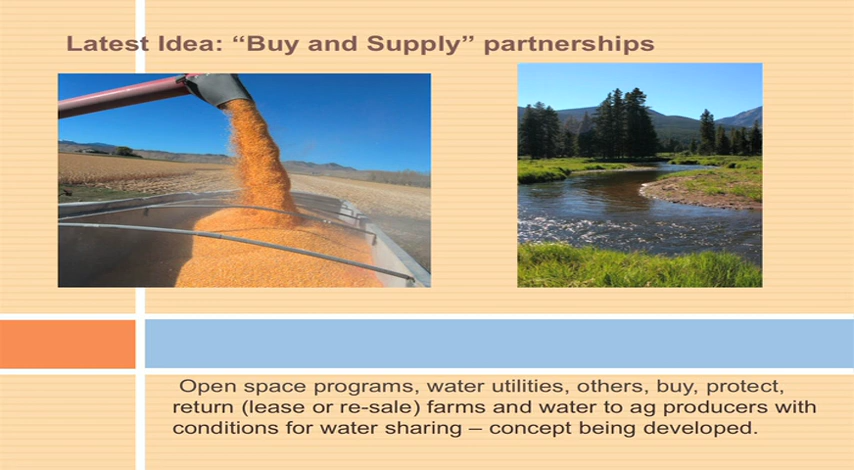 Latest Idea: “Buy and Supply” partnerships
Open space programs, water utilities, others, buy, protect,
return (lease or re-sale) farms and water to ag producers with
conditions for water sharing – concept being developed.